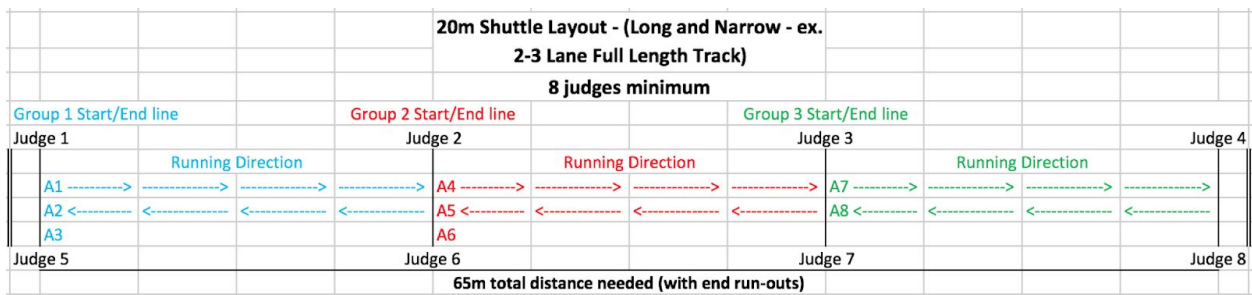 20m Shuttle Layout - (Long and Narrow - ex.
2-3 Lane Full Length Track)
8 judges minimum
Group 1 Start/End line Group 2 Start/End line Group 3 Start/End line
Judge 1 Judge 2 Judge 3 Judge 4
Running Direction Running Direction Running Direction
A1 ----------> -------------> -------------> -------------> A4 ----------> -------------> -------------> -------------> A7 ----------> -------------> -------------> ------------->
A2 <---------- <------------- <------------- <------------- A5 <---------- <------------- <------------- <------------- A8 <---------- <------------- <------------- <-------------
A3 A6
Judge 5 Judge 6 Judge 7 Judge 8
65m total distance needed (with end run-outs)